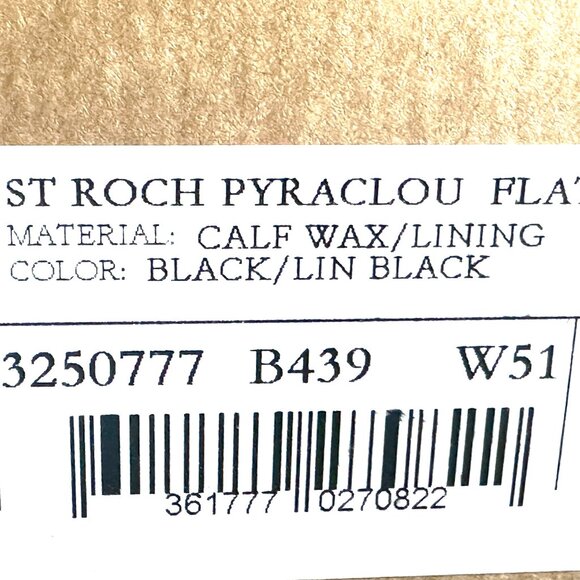 ST ROCH PYRACLOU FLAT
MATERIAL: CALF WAX/LINING
COLOR: BLACK/LIN BLACK
3250777 B439 W51
361777 0270822